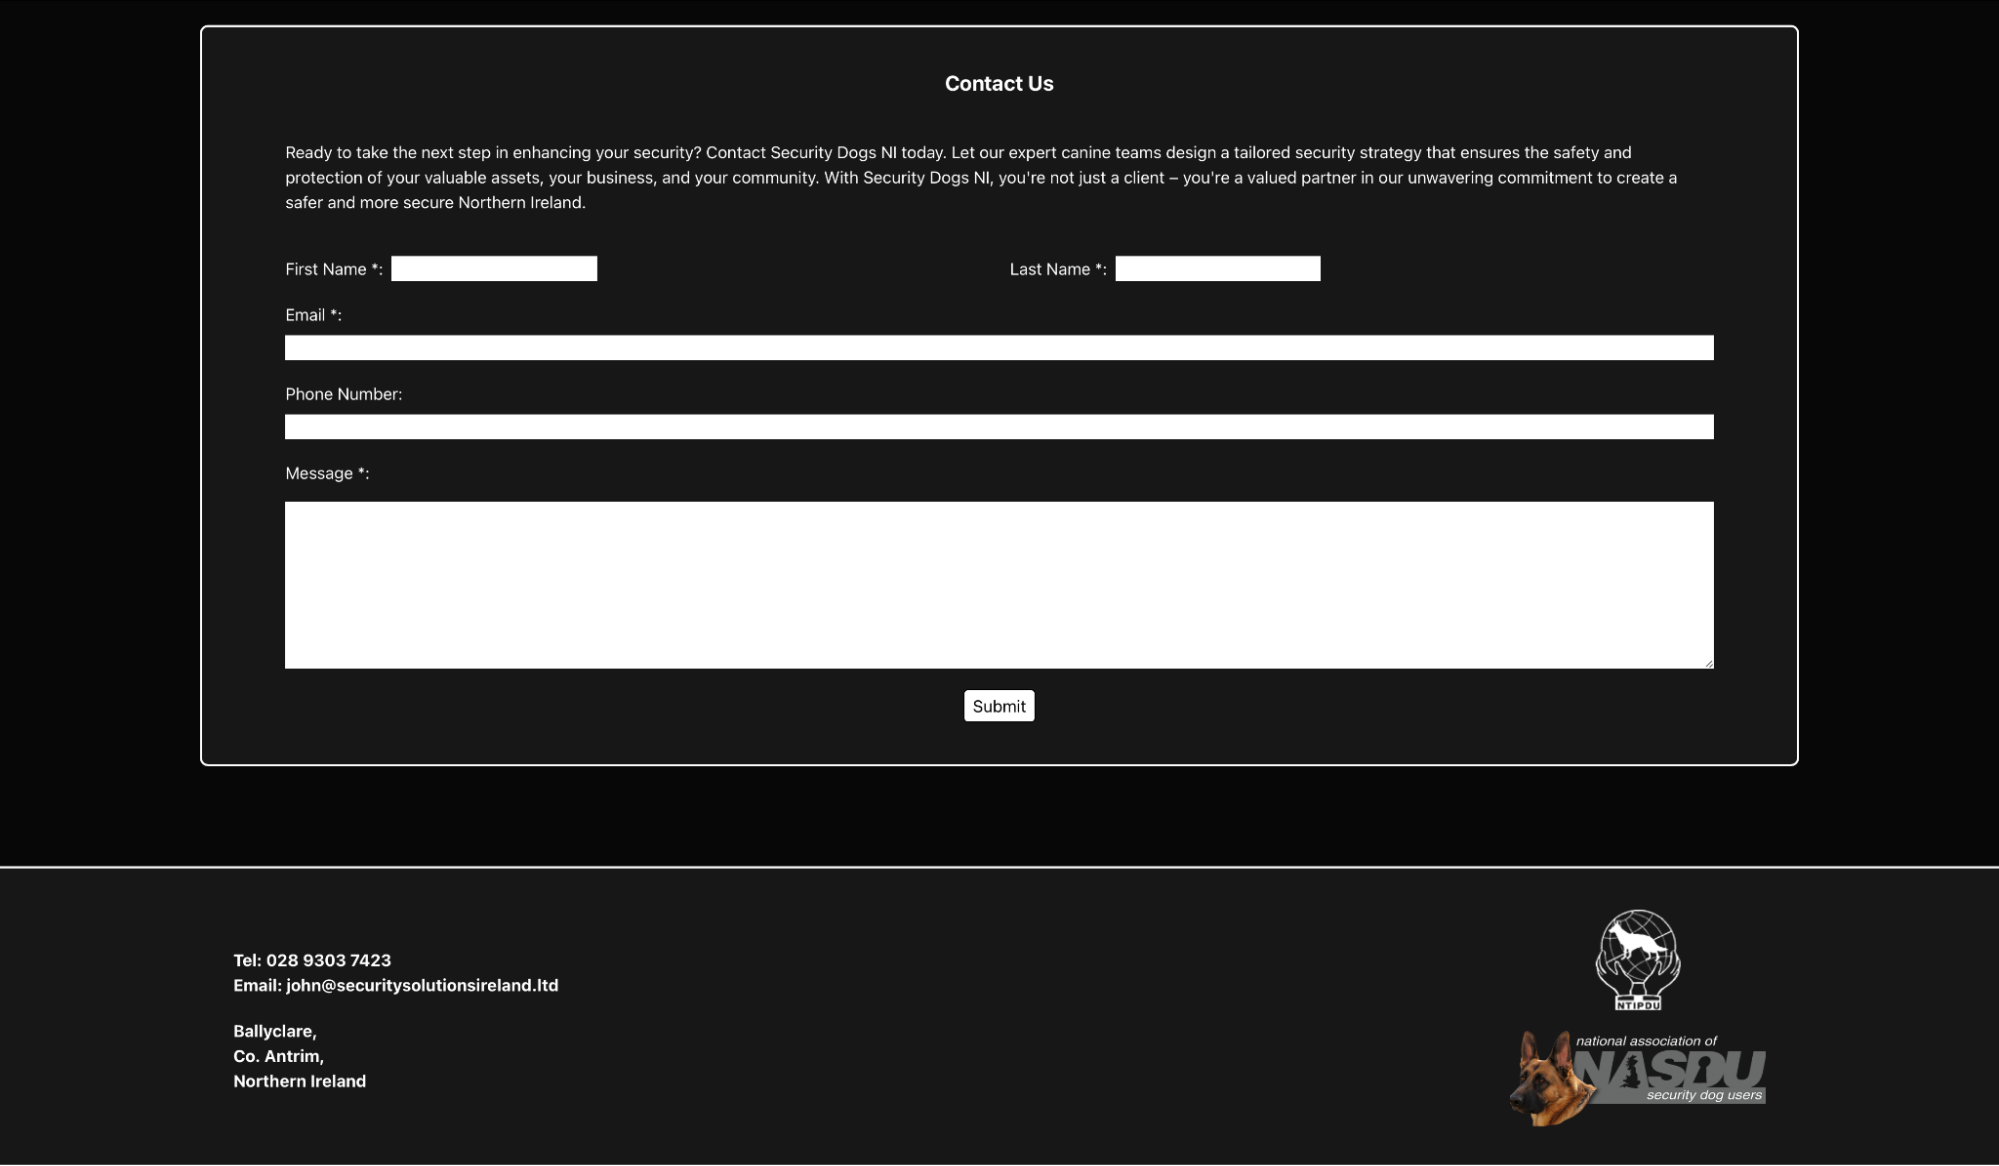 Contact Us
Ready to take the next step in enhancing your security? Contact Security Dogs NI today. Let our expert canine teams design a tailored security strategy that ensures the safety and
protection of your valuable assets, your business, and your community. With Security Dogs NI, you're not just a client – you're a valued partner in our unwavering commitment to create a
safer and more secure Northern Ireland.
First Name *: Last Name *:
Email *:
Phone Number:
Message *:
Submit
Tel: 028 9303 7423
Email: john@securitysolutionsireland.ltd
Ballyclare,
Co. Antrim,
Northern Ireland
NTIPDU
national association of
NASDU
security dog users